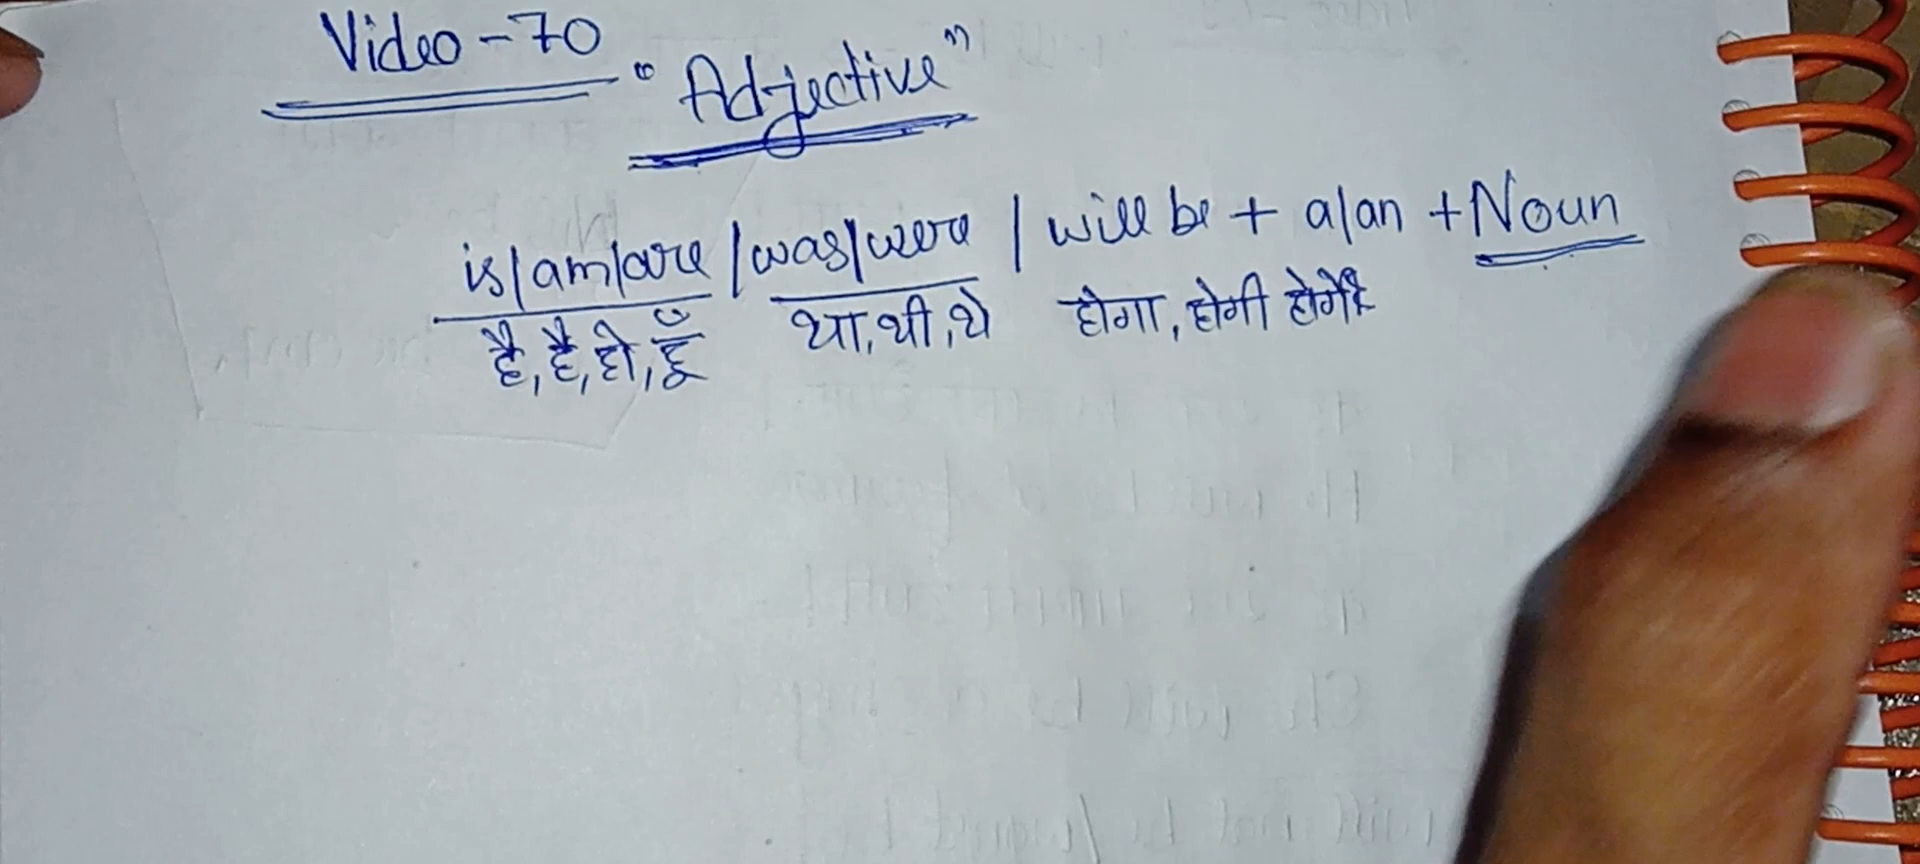 Video-70
"Adjective"
is/am/are/was/were/will be + a/an + Noun
है, है, हो, हूँ था, थी, थे होगा, होगी होगें